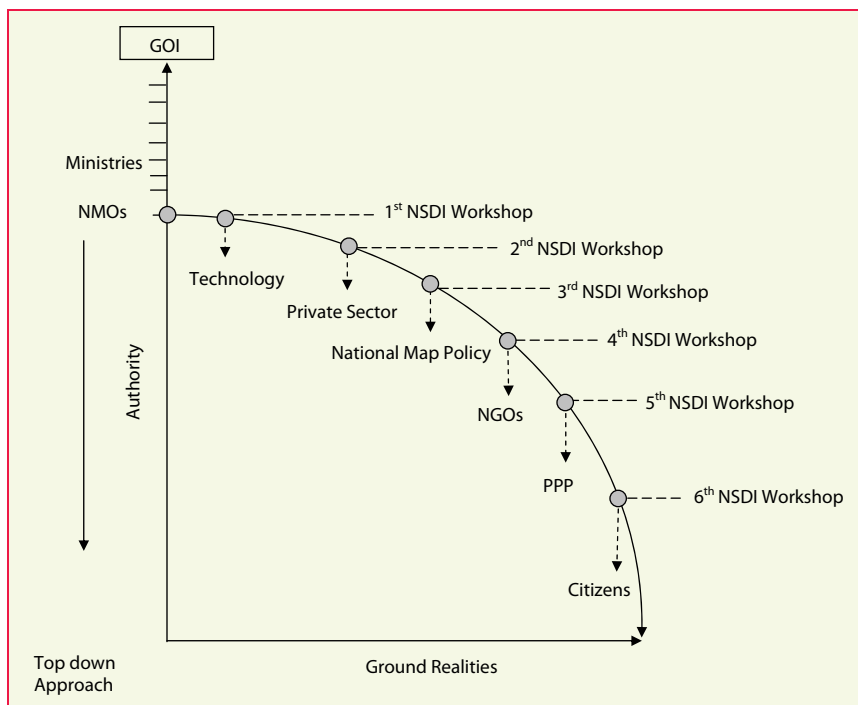 GOI
Ministries
NMOs
1st NSDI Workshop
2nd NSDI Workshop
Technology
3rd NSDI Workshop
Private Sector
4th NSDI Workshop
National Map Policy
Authority
5th NSDI Workshop
NGOs
PPP
6th NSDI Workshop
Citizens
Top down
Approach
Ground Realities